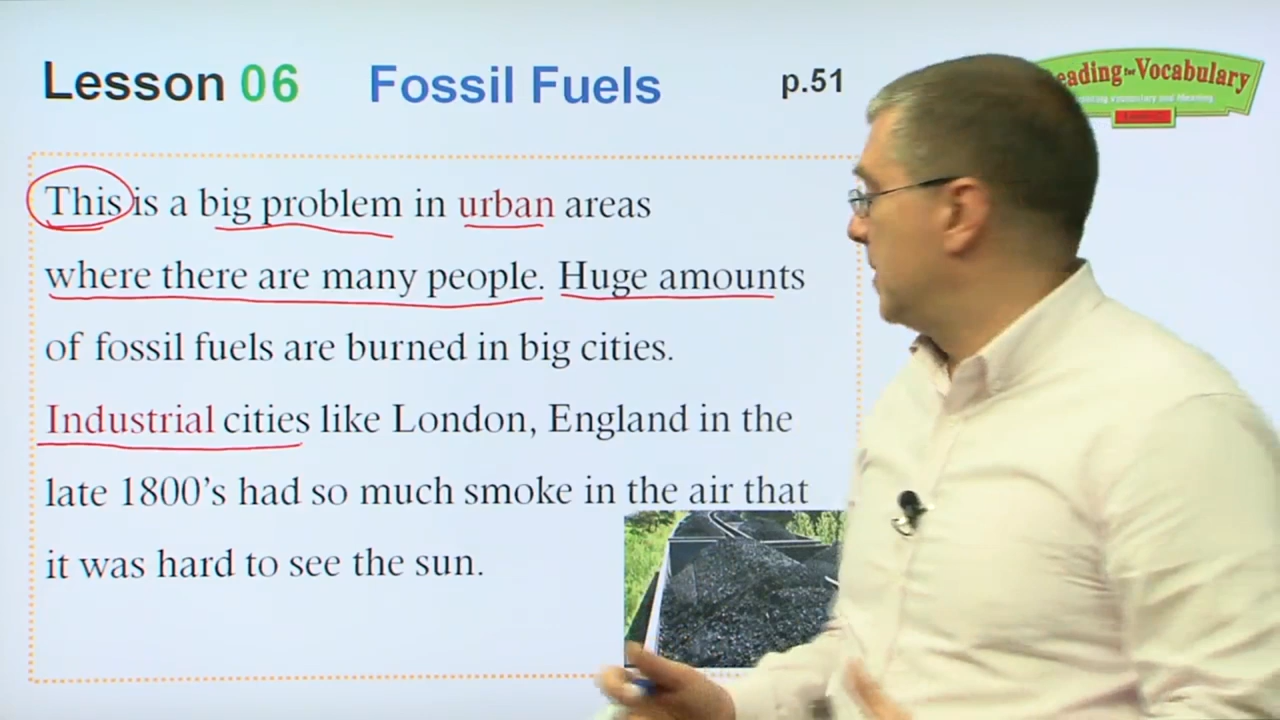 Lesson 06 Fossil Fuels p.51
eading for Vocabulary
This is a big problem in urban areas
where there are many people. Huge amounts
of fossil fuels are burned in big cities.
Industrial cities like London, England in the
late 1800's had so much smoke in the air that
it was hard to see the sun.